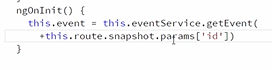 ngOnInit() {
this.event = this.eventService.getEvent(
+this.route.snapshot.params['id'])
}